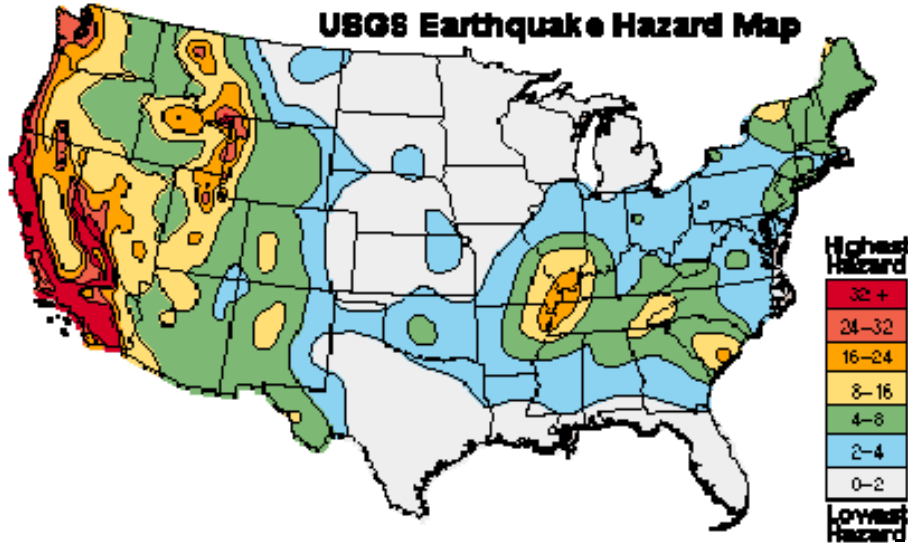 USGS Earthquake Hazard Map
Highest
Hazard
32 +
24–32
16–24
8–16
4–8
2–4
0–2
Lowest
Hazard